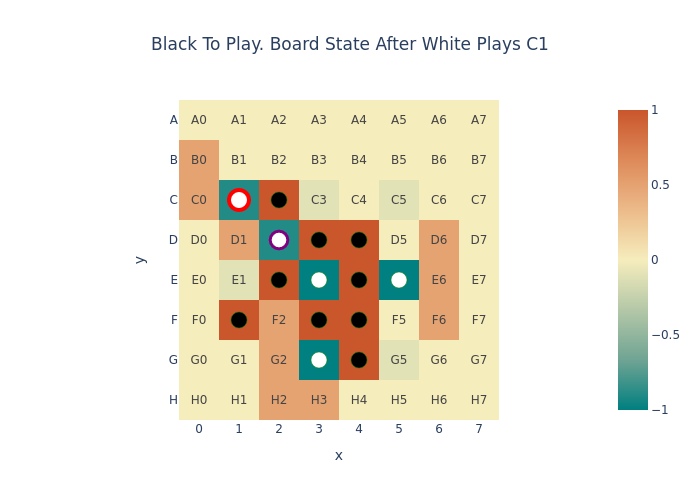 Black To Play. Board State After White Plays C1
A A0 A1 A2 A3 A4 A5 A6 A7
B B0 B1 B2 B3 B4 B5 B6 B7
C C0 C3 C4 C5 C6 C7
D D0 D1 D5 D6 D7
E E0 E1 E6 E7
F F0 F2 F5 F6 F7
G G0 G1 G2 G5 G6 G7
H H0 H1 H2 H3 H4 H5 H6 H7
0 1 2 3 4 5 6 7
x
y
1
0.5
0
−0.5
−1